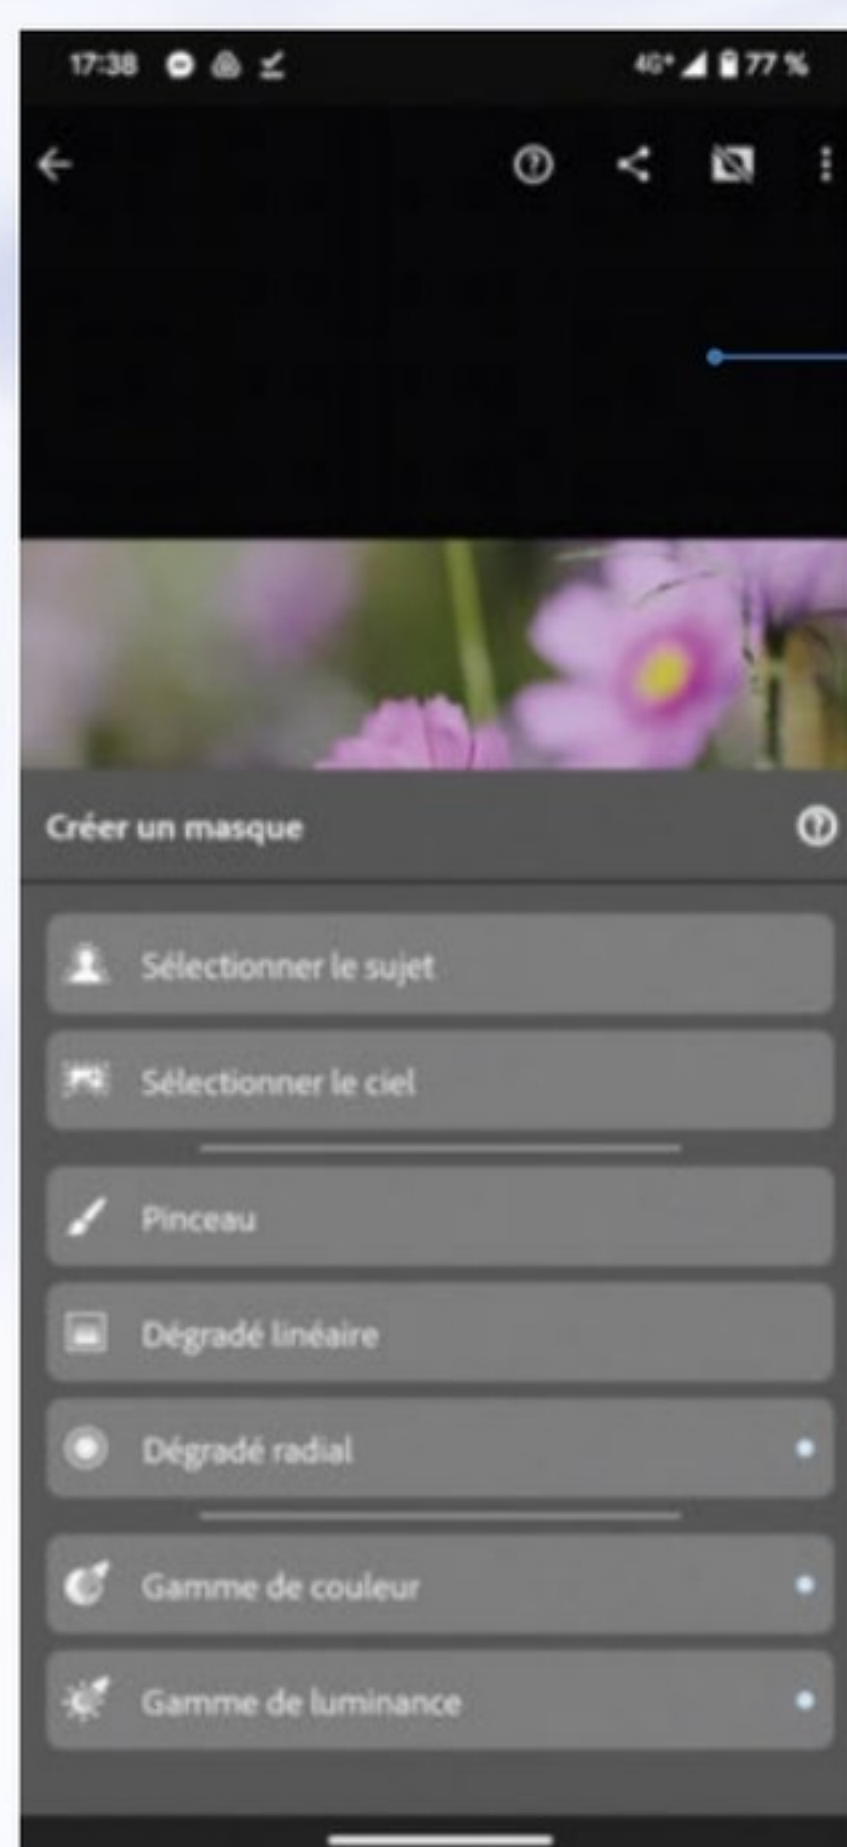 17:38 4G+ 77 %
Créer un masque
Sélectionner le sujet
Sélectionner le ciel
Pinceau
Dégradé linéaire
Dégradé radial
Gamme de couleur
Gamme de luminance